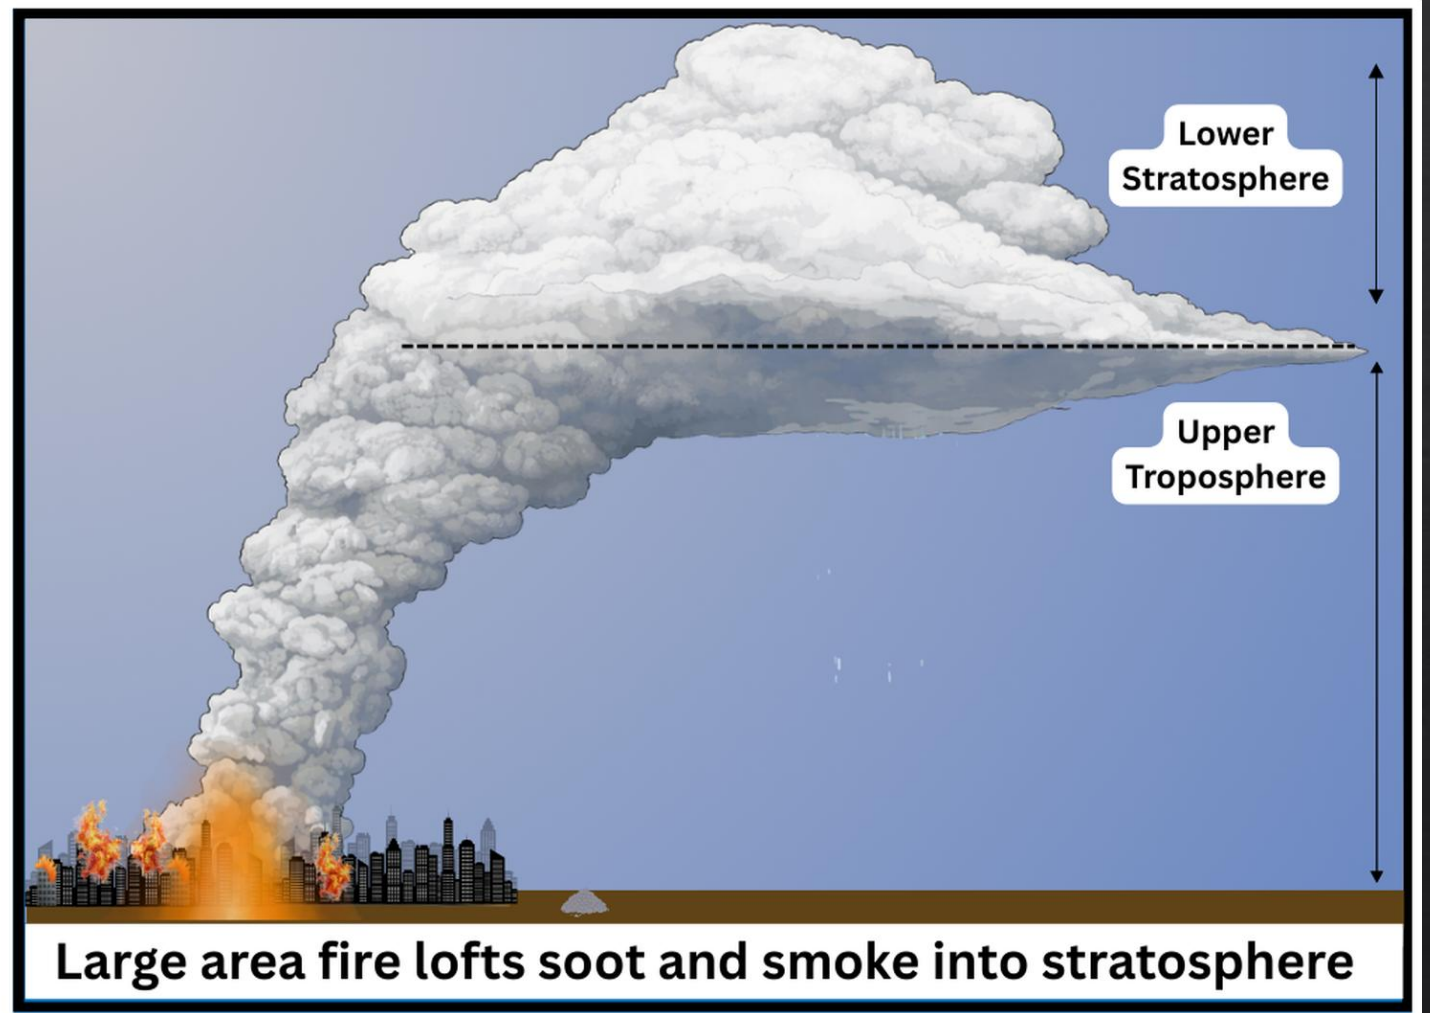 Lower
Stratosphere
Upper
Troposphere
Large area fire lofts soot and smoke into stratosphere